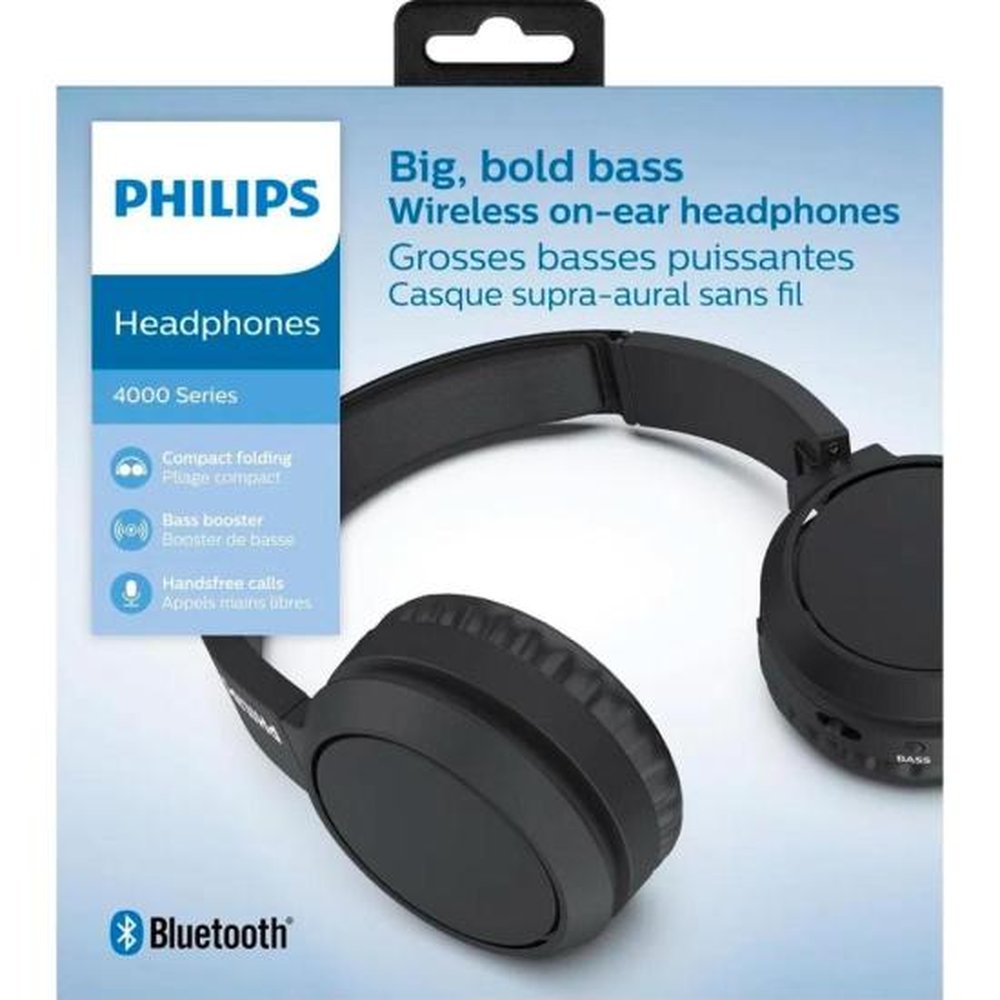 PHILIPS
Headphones
4000 Series
Compact folding
Pliage compact
Bass booster
Booster de basse
Handsfree calls
Appels mains libres
Big, bold bass
Wireless on-ear headphones
Grosses basses puissantes
Casque supra-aural sans fil
PHILIPS
BASS
Bluetooth®